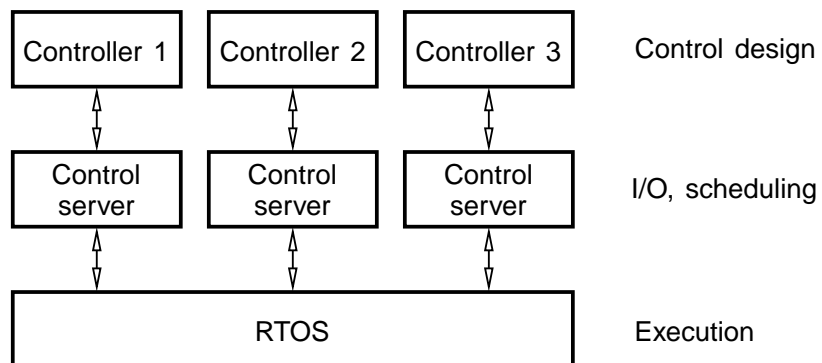 Controller 1 Controller 2 Controller 3 Control design
Control Control Control
server server server
I/O, scheduling
RTOS Execution